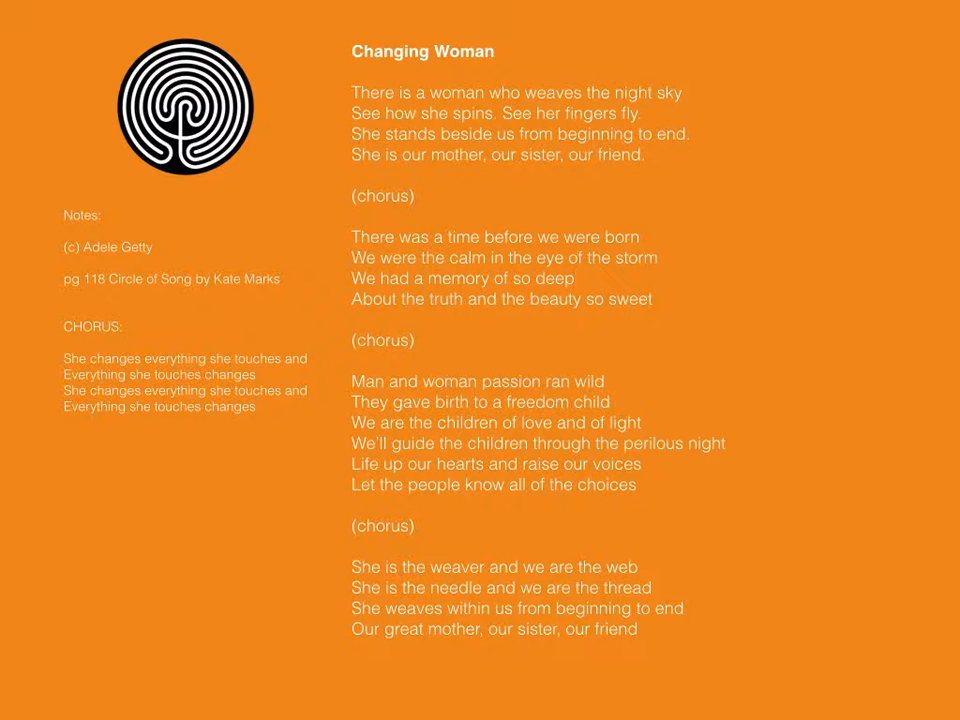 Changing Woman
There is a woman who weaves the night sky
See how she spins. See her fingers fly.
She stands beside us from beginning to end.
She is our mother, our sister, our friend.
(chorus)
There was a time before we were born
We were the calm in the eye of the storm
We had a memory of so deep
About the truth and the beauty so sweet
(chorus)
Man and woman passion ran wild
They gave birth to a freedom child
We are the children of love and of light
We'll guide the children through the perilous night
Life up our hearts and raise our voices
Let the people know all of the choices
(chorus)
She is the weaver and we are the web
She is the needle and we are the thread
She weaves within us from beginning to end
Our great mother, our sister, our friend
Notes:
(c) Adele Getty
pg 118 Circle of Song by Kate Marks
CHORUS:
She changes everything she touches and
Everything she touches changes
She changes everything she touches and
Everything she touches changes